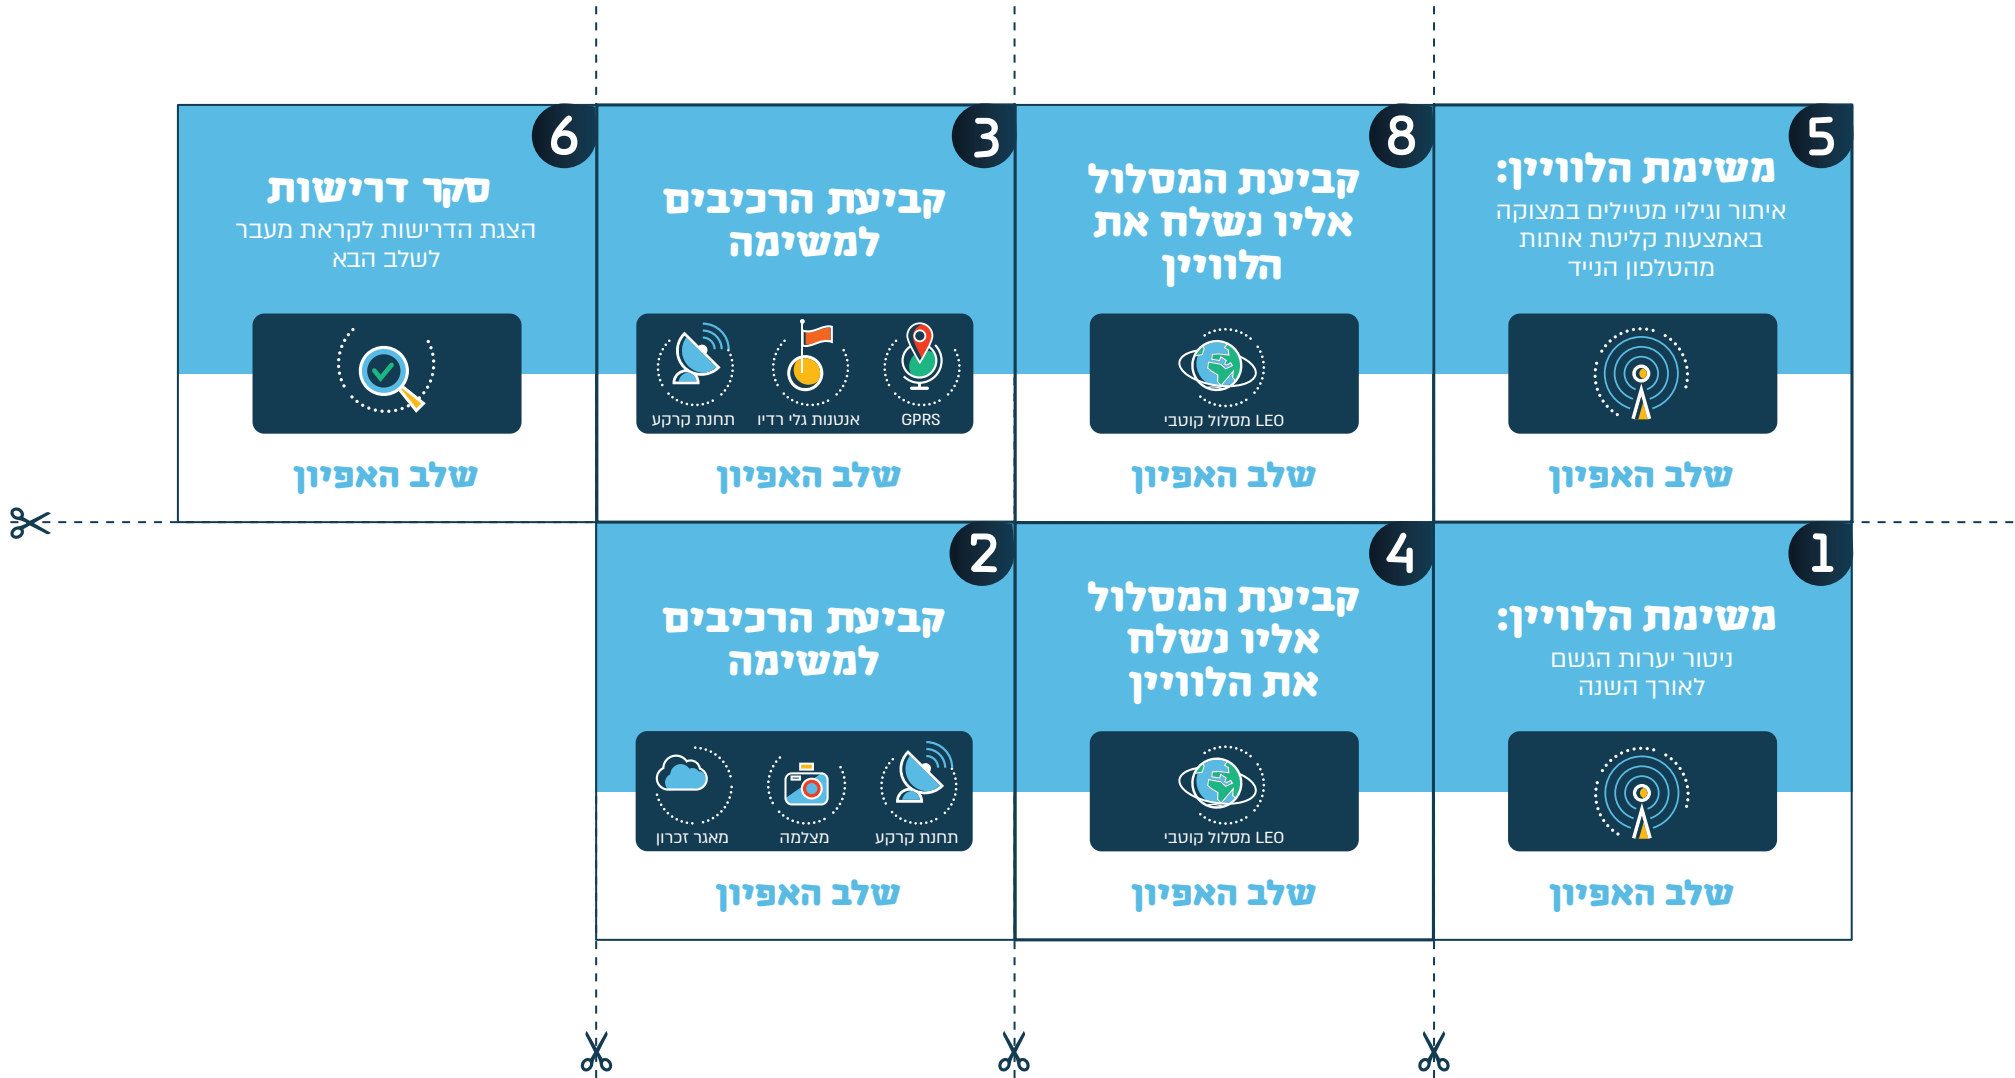 5
משימת הלוויין:
איתור וגילוי מטיילים במצוקה
באמצעות קליטת אותות
מהטלפון הנייד
שלב האפיון
8
קביעת המסלול
אליו נשלח את
הלוויין
LEO מסלול קוטבי
שלב האפיון
3
קביעת הרכיבים
למשימה
GPRS
אנטנות גלי רדיו
תחנת קרקע
שלב האפיון
6
סקר דרישות
הצגת הדרישות לקראת מעבר
לשלב הבא
שלב האפיון
1
משימת הלוויין:
ניטור יערות הגשם
לאורך השנה
שלב האפיון
4
קביעת המסלול
אליו נשלח
את הלוויין
LEO מסלול קוטבי
שלב האפיון
2
קביעת הרכיבים
למשימה
תחנת קרקע
מצלמה
מאגר זכרון
שלב האפיון